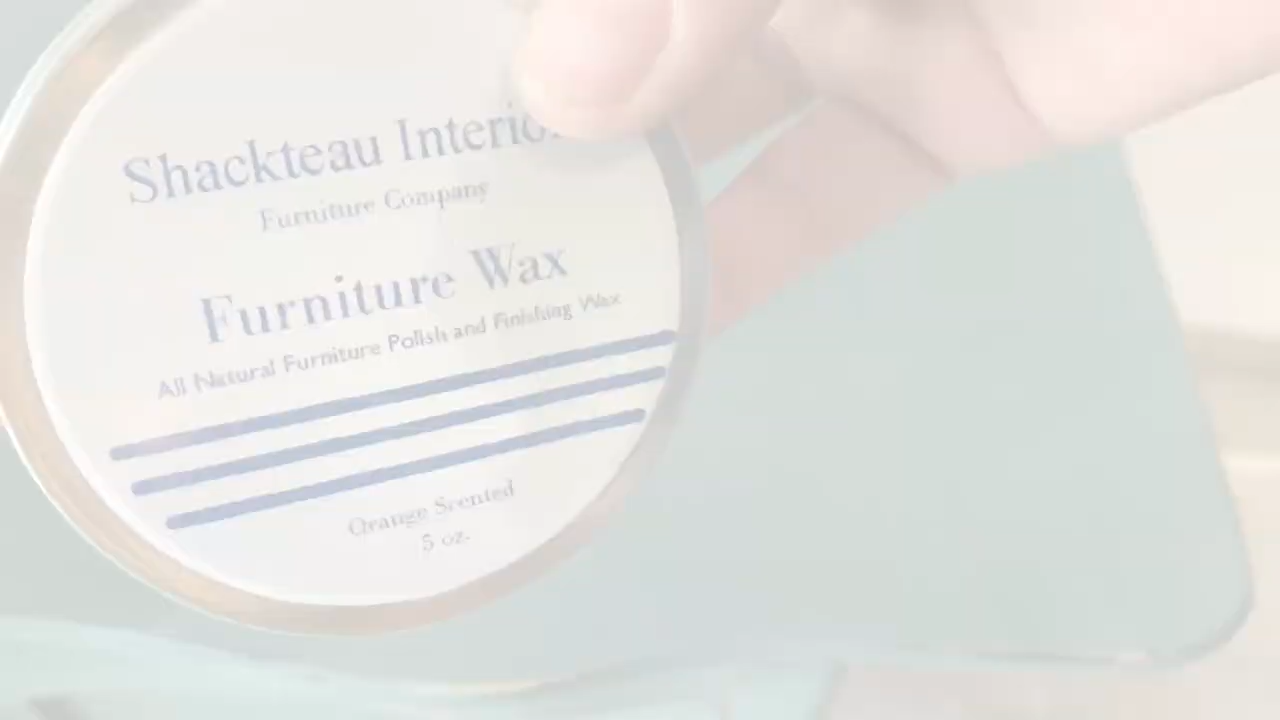 Shackteau Interio
Furniture Company
Furniture Wax
All Natural Furniture Polish and Finishing Wax
Orange Scented
5 oz.